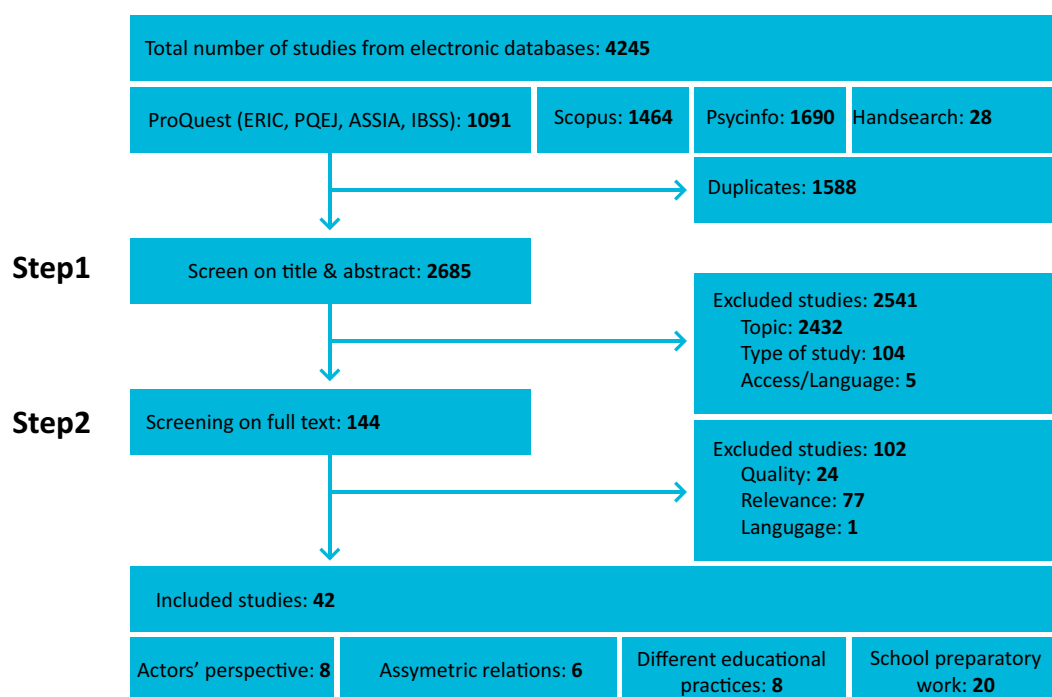 Total number of studies from electronic databases: 4245
ProQuest (ERIC, PQEJ, ASSIA, IBSS): 1091
Scopus: 1464
Psycinfo: 1690
Handsearch: 28
Duplicates: 1588
Step1
Screen on title & abstract: 2685
Excluded studies: 2541
Topic: 2432
Type of study: 104
Access/Language: 5
Step2
Screening on full text: 144
Excluded studies: 102
Quality: 24
Relevance: 77
Langugage: 1
Included studies: 42
Actors’ perspective: 8
Assymetric relations: 6
Different educational
practices: 8
School preparatory
work: 20